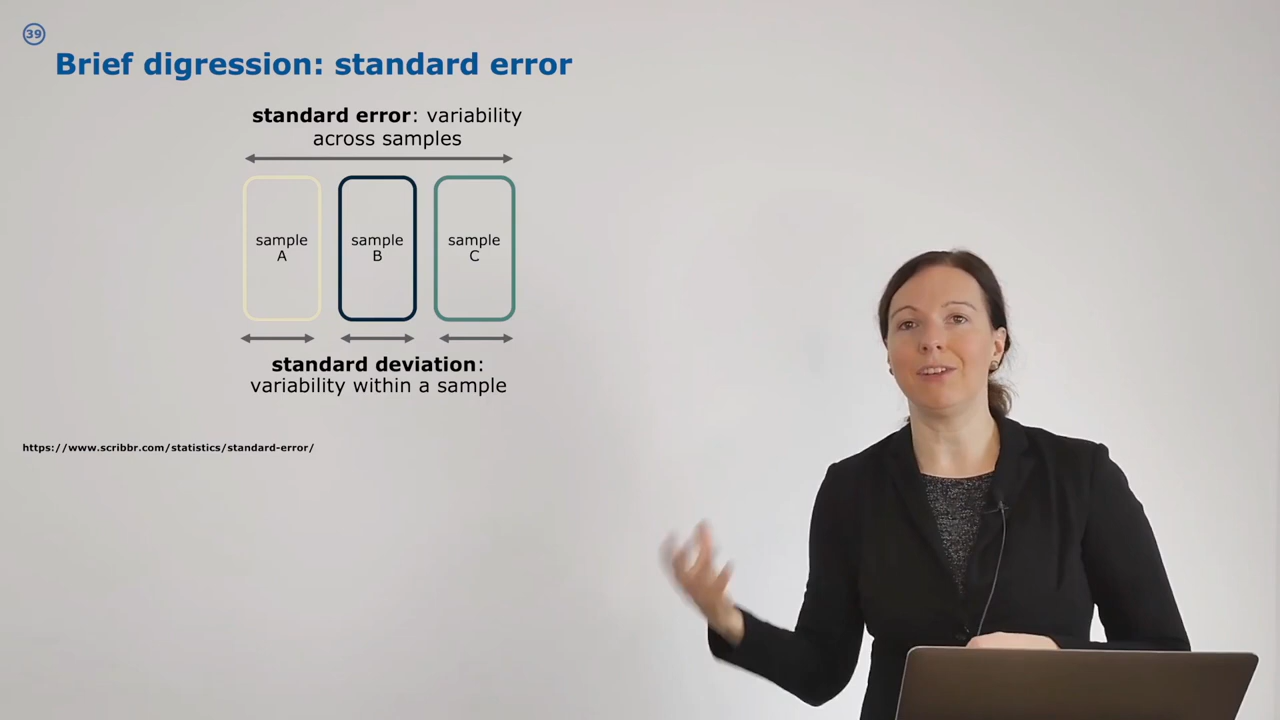 39
Brief digression: standard error
standard error: variability
across samples
sample
A
sample
B
sample
C
standard deviation:
variability within a sample
https://www.scribbr.com/statistics/standard-error/